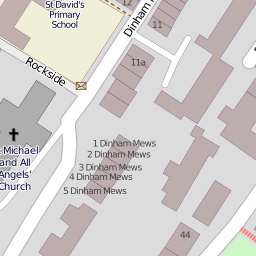 St David's
Primary
School
Dinham
11
Rockside
11a
1 Dinham Mews
2 Dinham Mews
3 Dinham Mews
4 Dinham Mews
5 Dinham Mews
Michael
and All
Angels'
Church
44